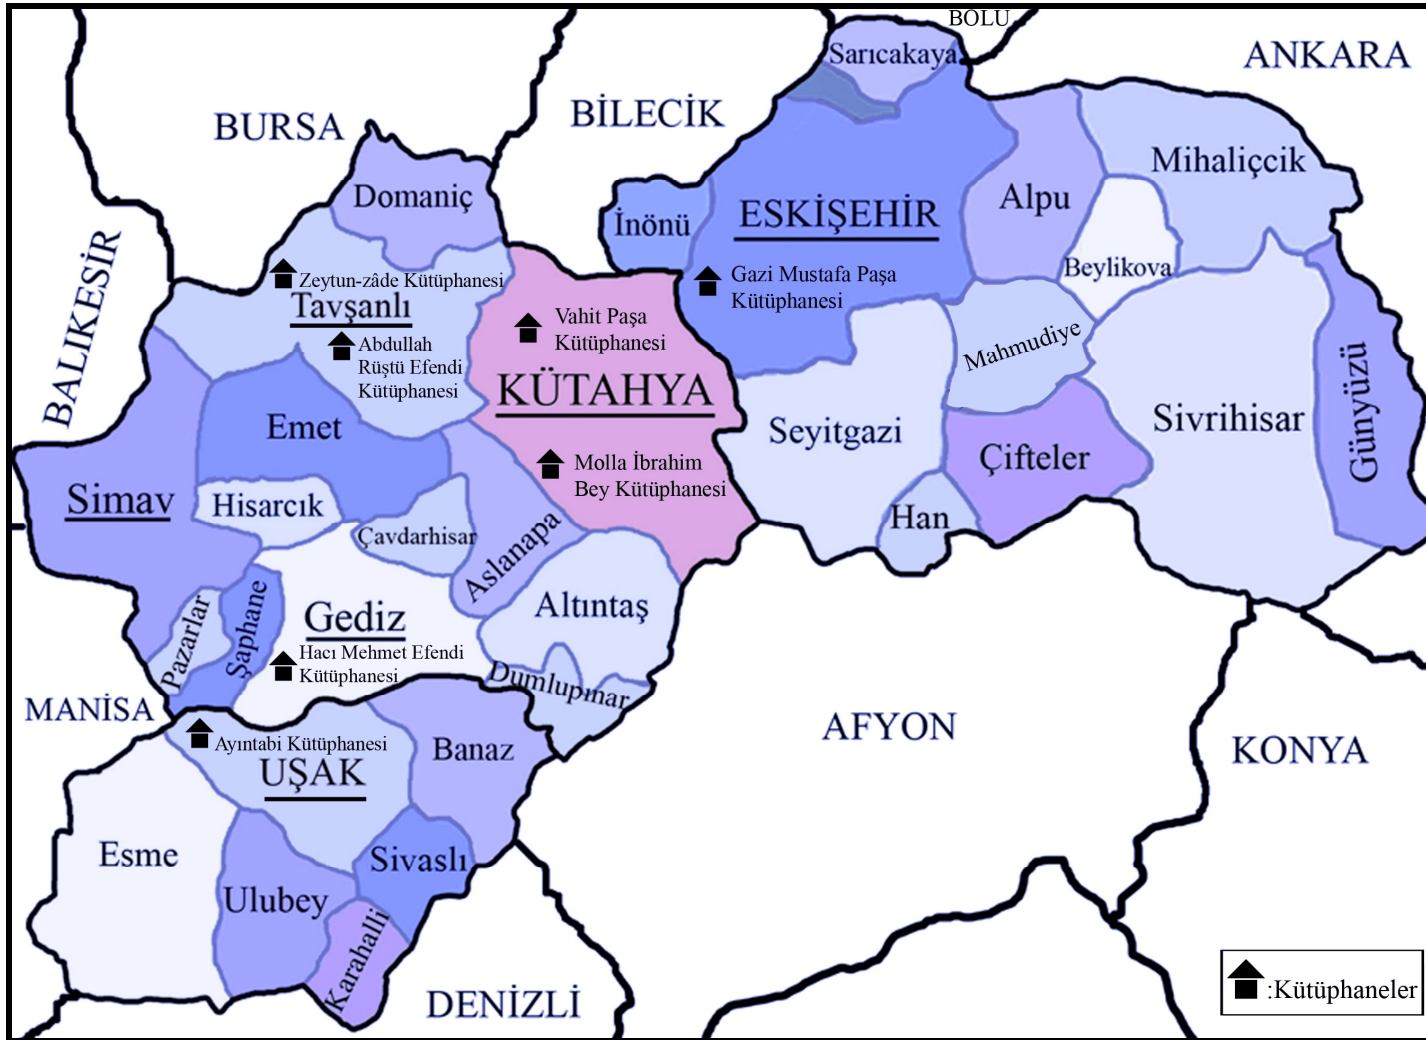 BOLU
Sarıcakaya
ANKARA
BURSA
BİLECİK
Mihaliçcik
Domaniç
İnönü
ESKİŞEHİR
Alpu
Beylikova
BALIKESİR
Zeytun-zâde Kütüphanesi
Tavşanlı
Gazi Mustafa Paşa
Kütüphanesi
Abdullah
Rüştü Efendi
Kütüphanesi
Vahit Paşa
Kütüphanesi
KÜTAHYA
Mahmudiye
Emet
Seyitgazi
Sivrihisar
Günyüzü
Çifteler
Molla İbrahim
Bey Kütüphanesi
Simav
Hisarcık
Çavdarhisar
Aslanapa
Han
Pazarlar
Şaphane
Gediz
Altıntaş
Hacı Mehmet Efendi
Kütüphanesi
Dumlupınar
MANİSA
AFYON
KONYA
Ayıntabi Kütüphanesi
UŞAK
Banaz
Esme
Sivaslı
Ulubey
Karahalli
DENİZLİ
:Kütüphaneler